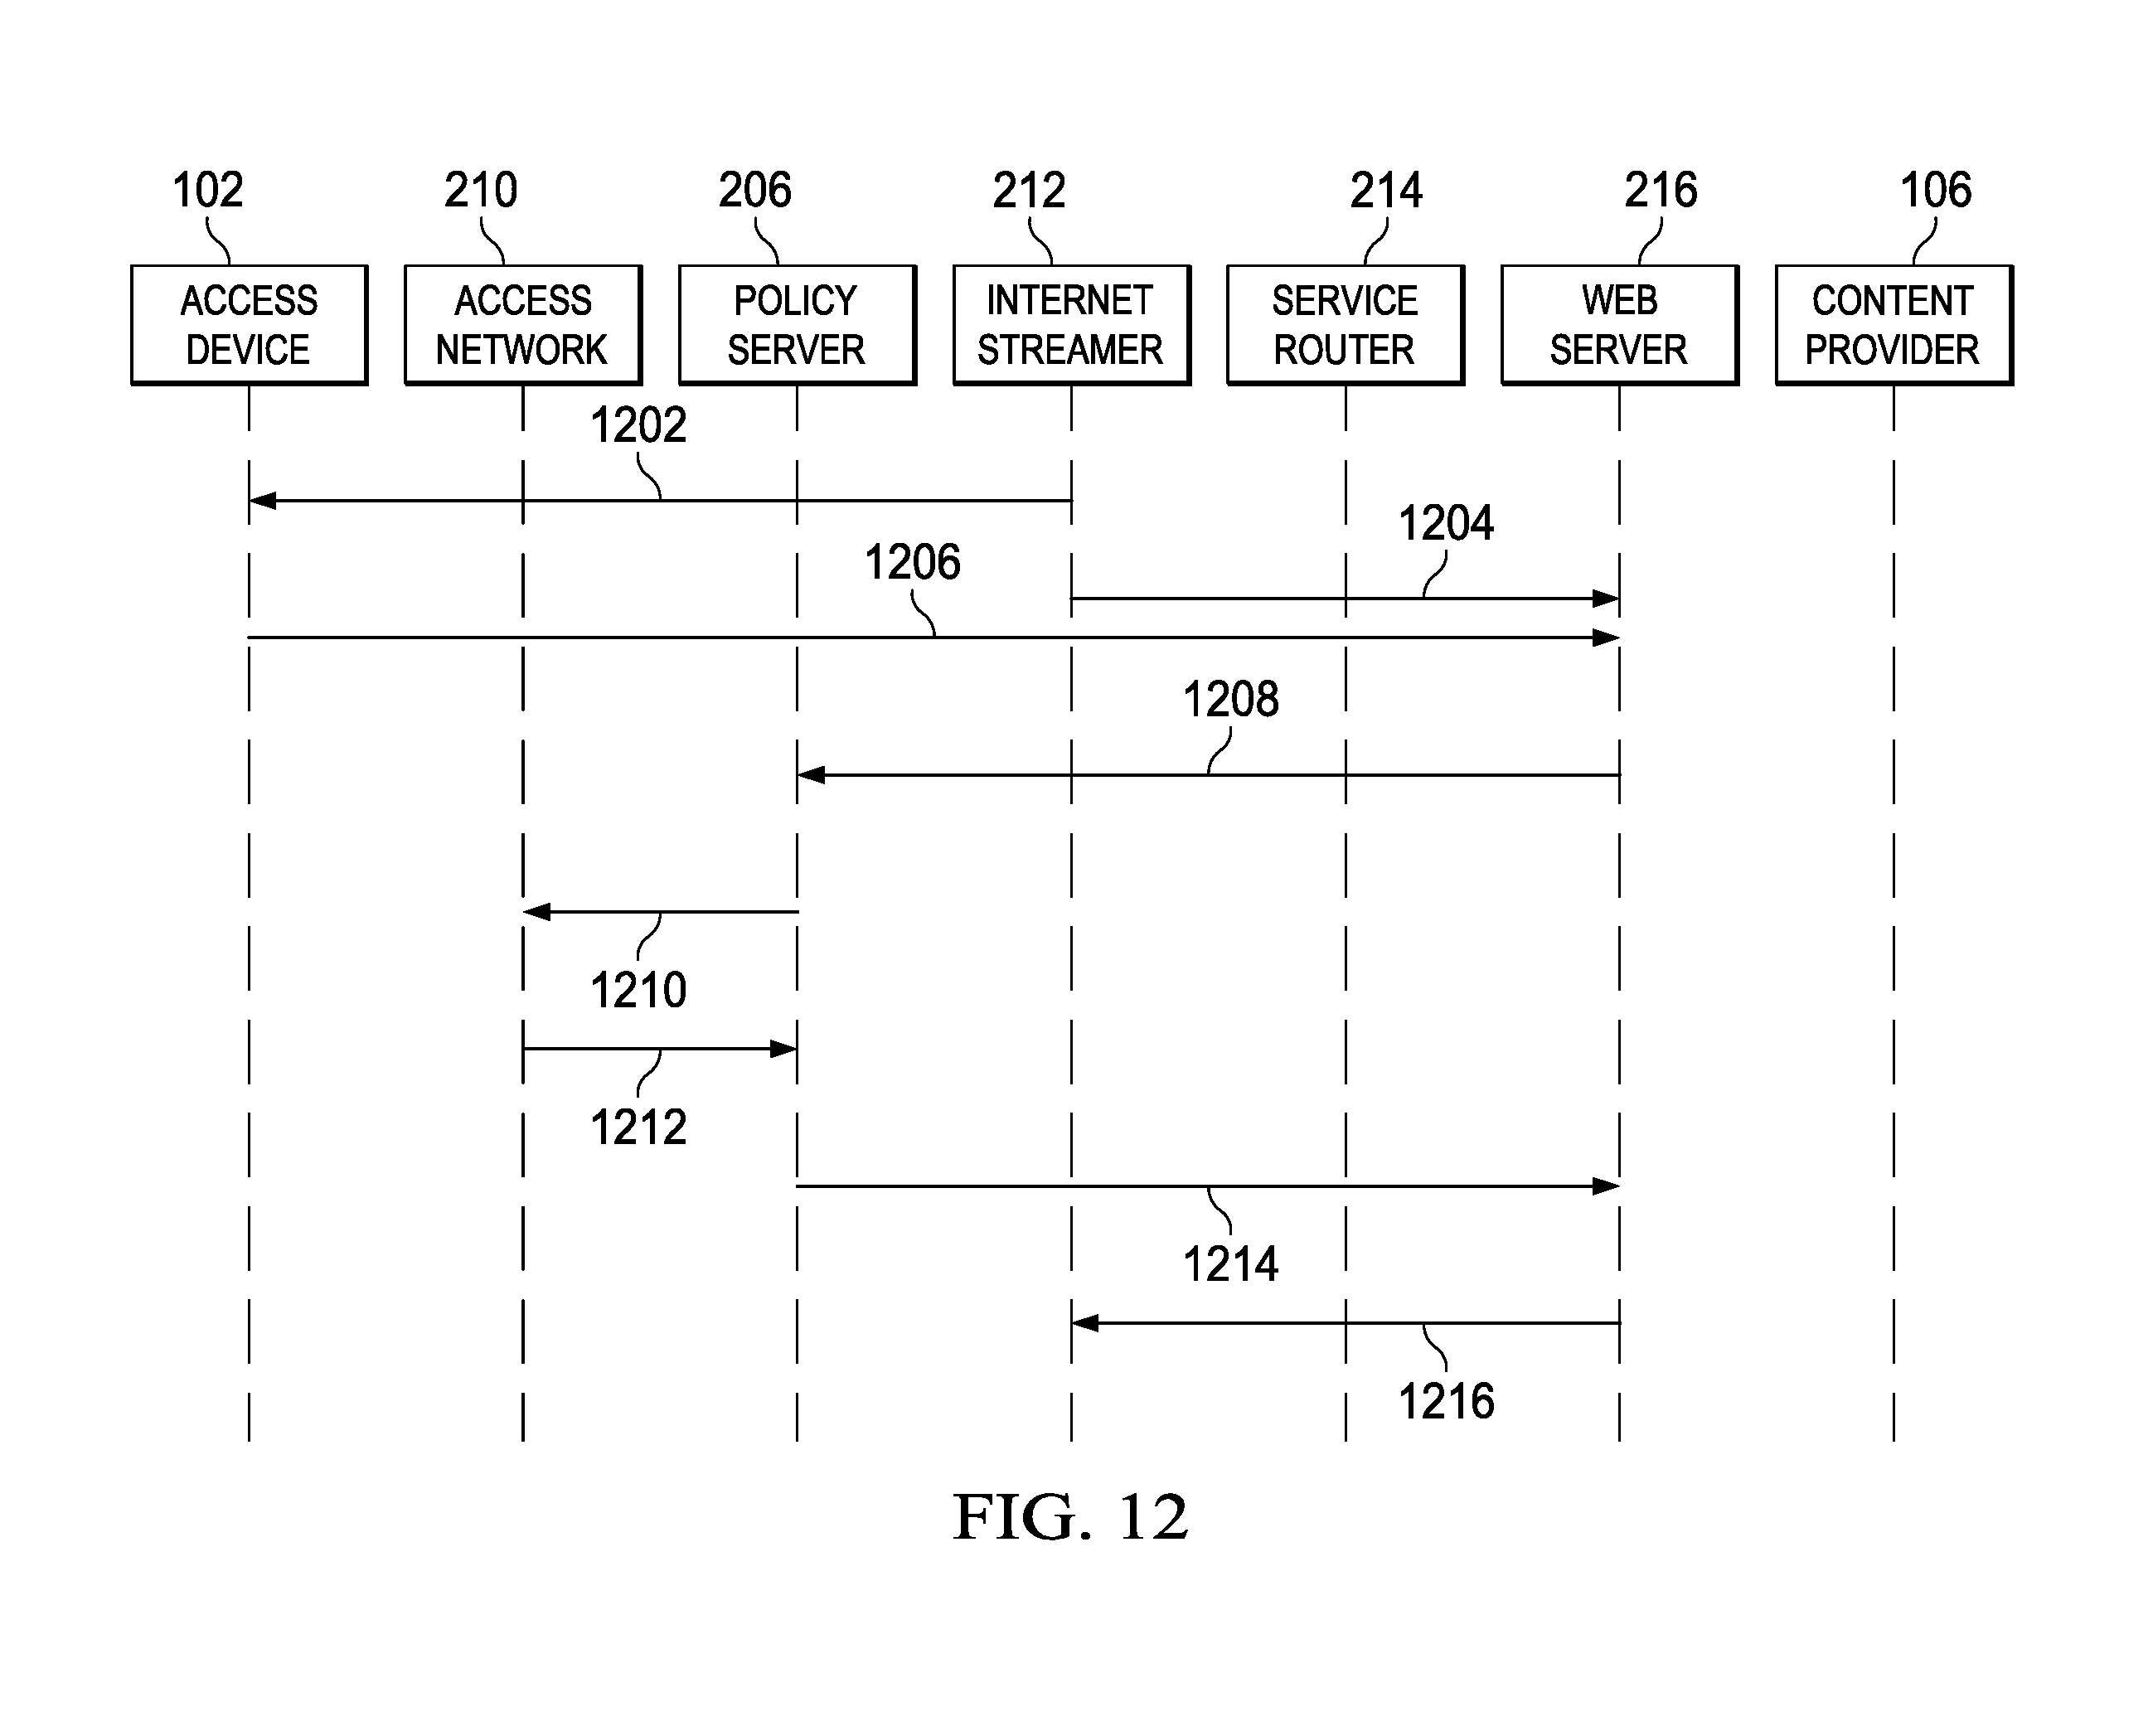 102
210
206
212
214
216
106
ACCESS
DEVICE
ACCESS
NETWORK
POLICY
SERVER
INTERNET
STREAMER
SERVICE
ROUTER
WEB
SERVER
CONTENT
PROVIDER
1202
1204
1206
1208
1210
1212
1214
1216
FIG. 12